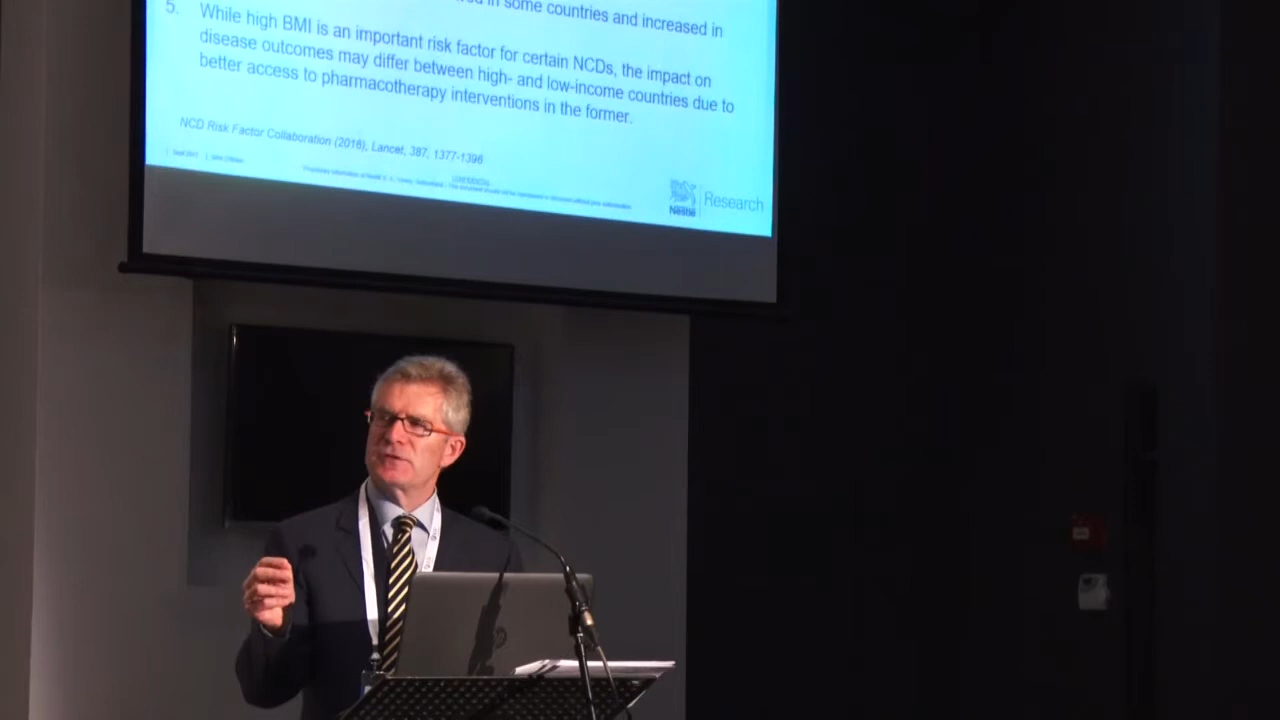 in some countries and increased in
5. While high BMI is an important risk factor for certain NCDs, the impact on
disease outcomes may differ between high- and low-income countries due to
better access to pharmacotherapy interventions in the former.
NCD Risk Factor Collaboration (2016), Lancet, 387, 1377-1396
Nestlé Research